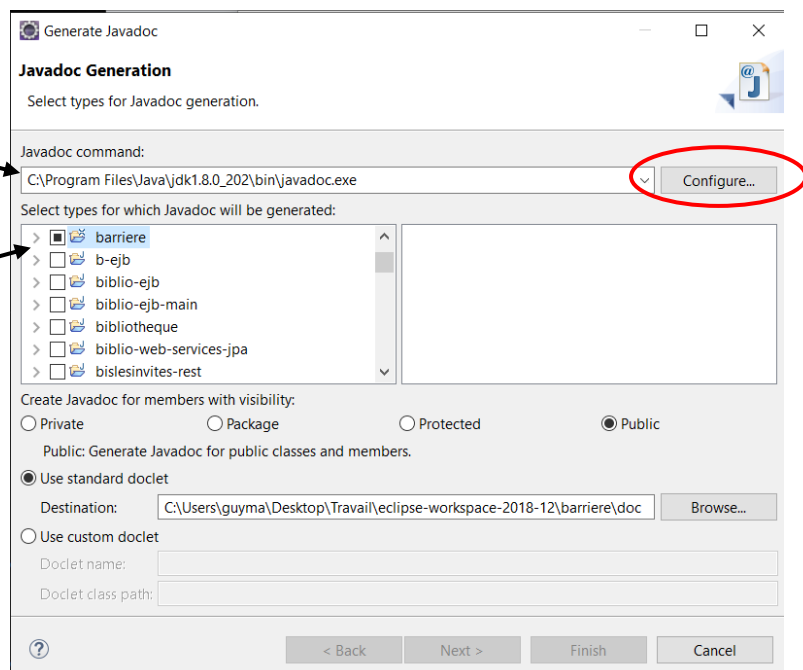 Generate Javadoc
Javadoc Generation
Select types for Javadoc generation.
Javadoc command:
C:\Program Files\Java\jdk1.8.0_202\bin\javadoc.exe
Configure...
Select types for which Javadoc will be generated:
barriere
b-ejb
biblio-ejb
biblio-ejb-main
bibliotheque
biblio-web-services-jpa
bislesinvites-rest
Create Javadoc for members with visibility:
Private Package Protected Public
Public: Generate Javadoc for public classes and members.
Use standard doclet
Destination: C:\Users\guyma\Desktop\Travail\eclipse-workspace-2018-12\barriere\doc Browse...
Use custom doclet
Doclet name:
Doclet class path:
? < Back Next > Finish Cancel